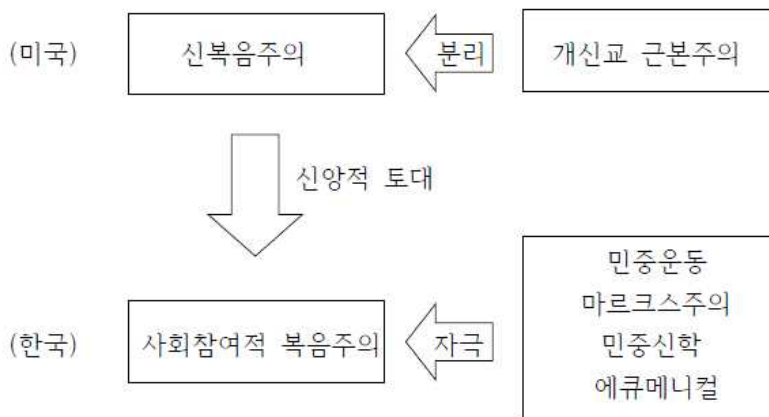 (미국) 신복음주의 분리 개신교 근본주의
신앙적 토대
민중운동
마르크스주의
(한국) 사회참여적 복음주의 자극 민중신학
에큐메니컬